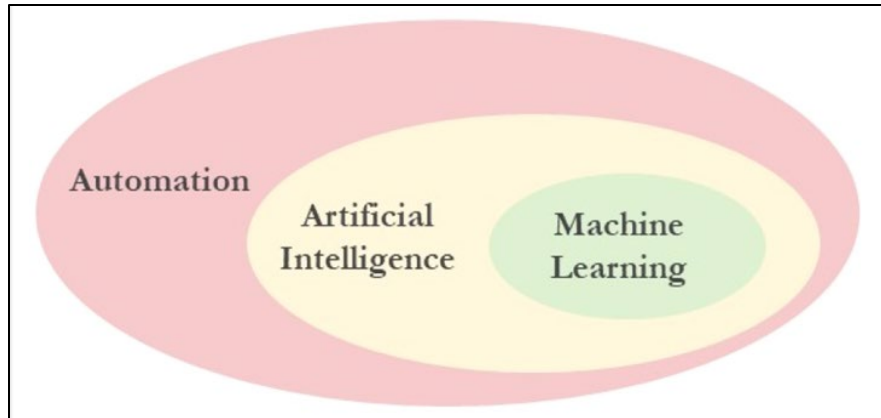 Automation
Artificial
Intelligence
Machine
Learning